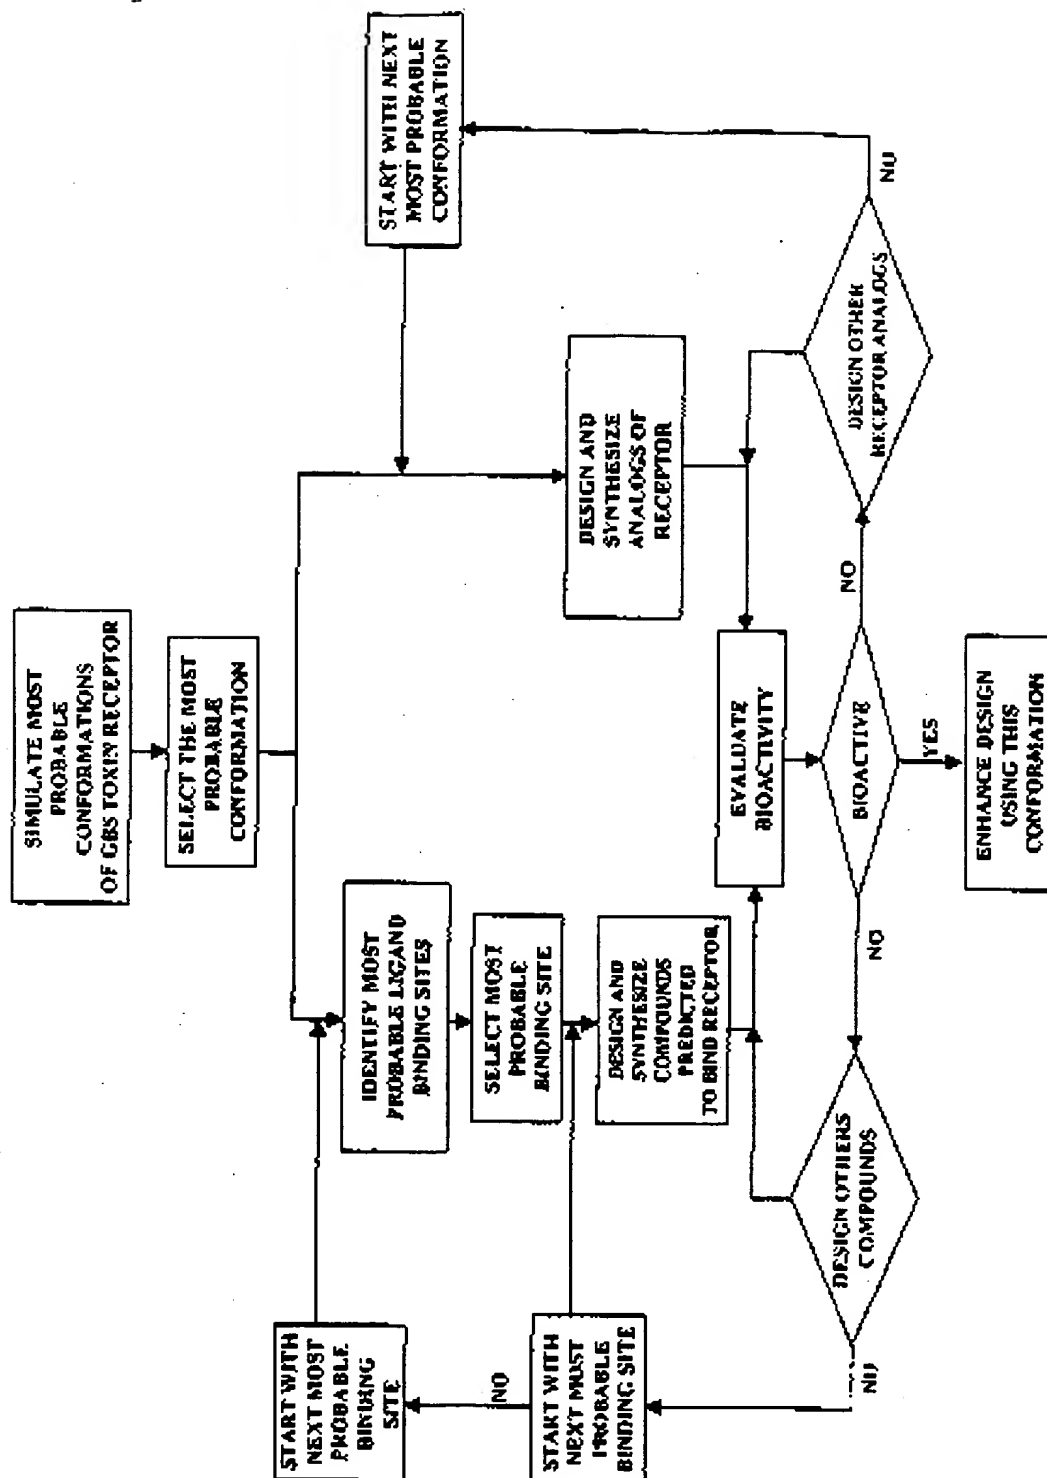 SIMULATE MOST
PROBABLE
CONFORMATIONS
OF GBS TOXIN RECEPTOR
SELECT THE MOST
PROBABLE
CONFORMATION
START WITH NEXT
MOST PROBABLE
CONFORMATION
START WITH
NEXT MOST
PROBABLE
BINDING
SITE
IDENTIFY MOST
PROBABLE LIGAND
BINDING SITES
SELECT MOST
PROBABLE
BINDING SITE
NO
START WITH
NEXT MOST
PROBABLE
BINDING SITE
DESIGN AND
SYNTHESIZE
COMPOUNDS
PREDICTED
TO BIND RECEPTOR
DESIGN AND
SYNTHESIZE
ANALOGS OF
RECEPTOR
EVALUATE
BIOACTIVITY
DESIGN OTHERS
COMPOUNDS
NO
BIOACTIVE
NO
DESIGN OTHER
RECEPTOR ANALOGS
NO
NO
YES
ENHANCE DESIGN
USING THIS
CONFORMATION